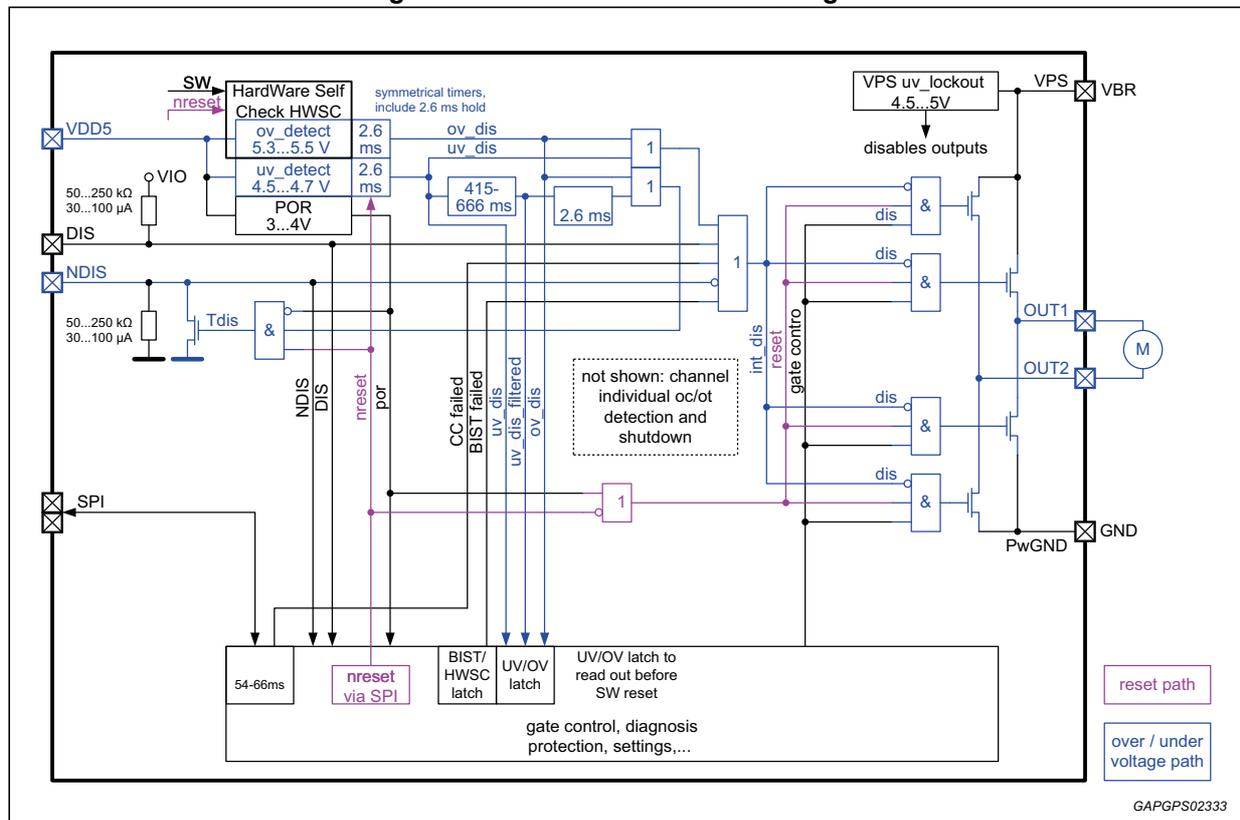 SW
nreset
HardWare Self
Check HWSC
symmetrical timers,
include 2.6 ms hold
VPS uv_lockout
4.5...5V
VPS
VBR
disables outputs
VDD5
ov_detect
5.3...5.5 V
2.6
ms
ov_dis
uv_dis
1
uv_detect
4.5...4.7 V
2.6
ms
1
50...250 kΩ
30...100 µA
VIO
415-
666 ms
2.6 ms
POR
3...4V
DIS
NDIS
1
&
dis
dis
&
50...250 kΩ
30...100 µA
Tdis
&
OUT1
M
OUT2
NDIS
DIS
nreset
por
CC failed
BIST failed
uv_dis
uv_dis_filtered
ov_dis
not shown: channel
individual oc/ot
detection and
shutdown
int_dis
reset
gate contro
dis
&
dis
&
1
SPI
PwGND
GND
54-66ms
nreset
via SPI
BIST/
HWSC
latch
UV/OV
latch
UV/OV latch to
read out before
SW reset
gate control, diagnosis
protection, settings,...
reset path
over / under
voltage path
GAPGPS02333